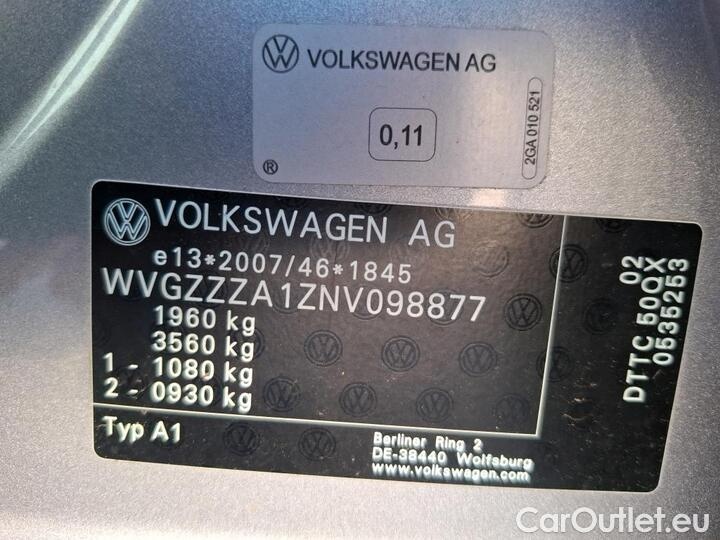 VOLKSWAGEN AG
0,11
2GA 010 521
®
VOLKSWAGEN AG
e13*2007/46*1845
WVGZZZA1ZNV098877
1960 kg
3560 kg
1 - 1080 kg
2 - 0930 kg
Typ A1
Berliner Ring 2
DE-38440 Wolfsburg
www.volkswagen.com
02
DTTC 50QX
0535253
CarOutlet.eu